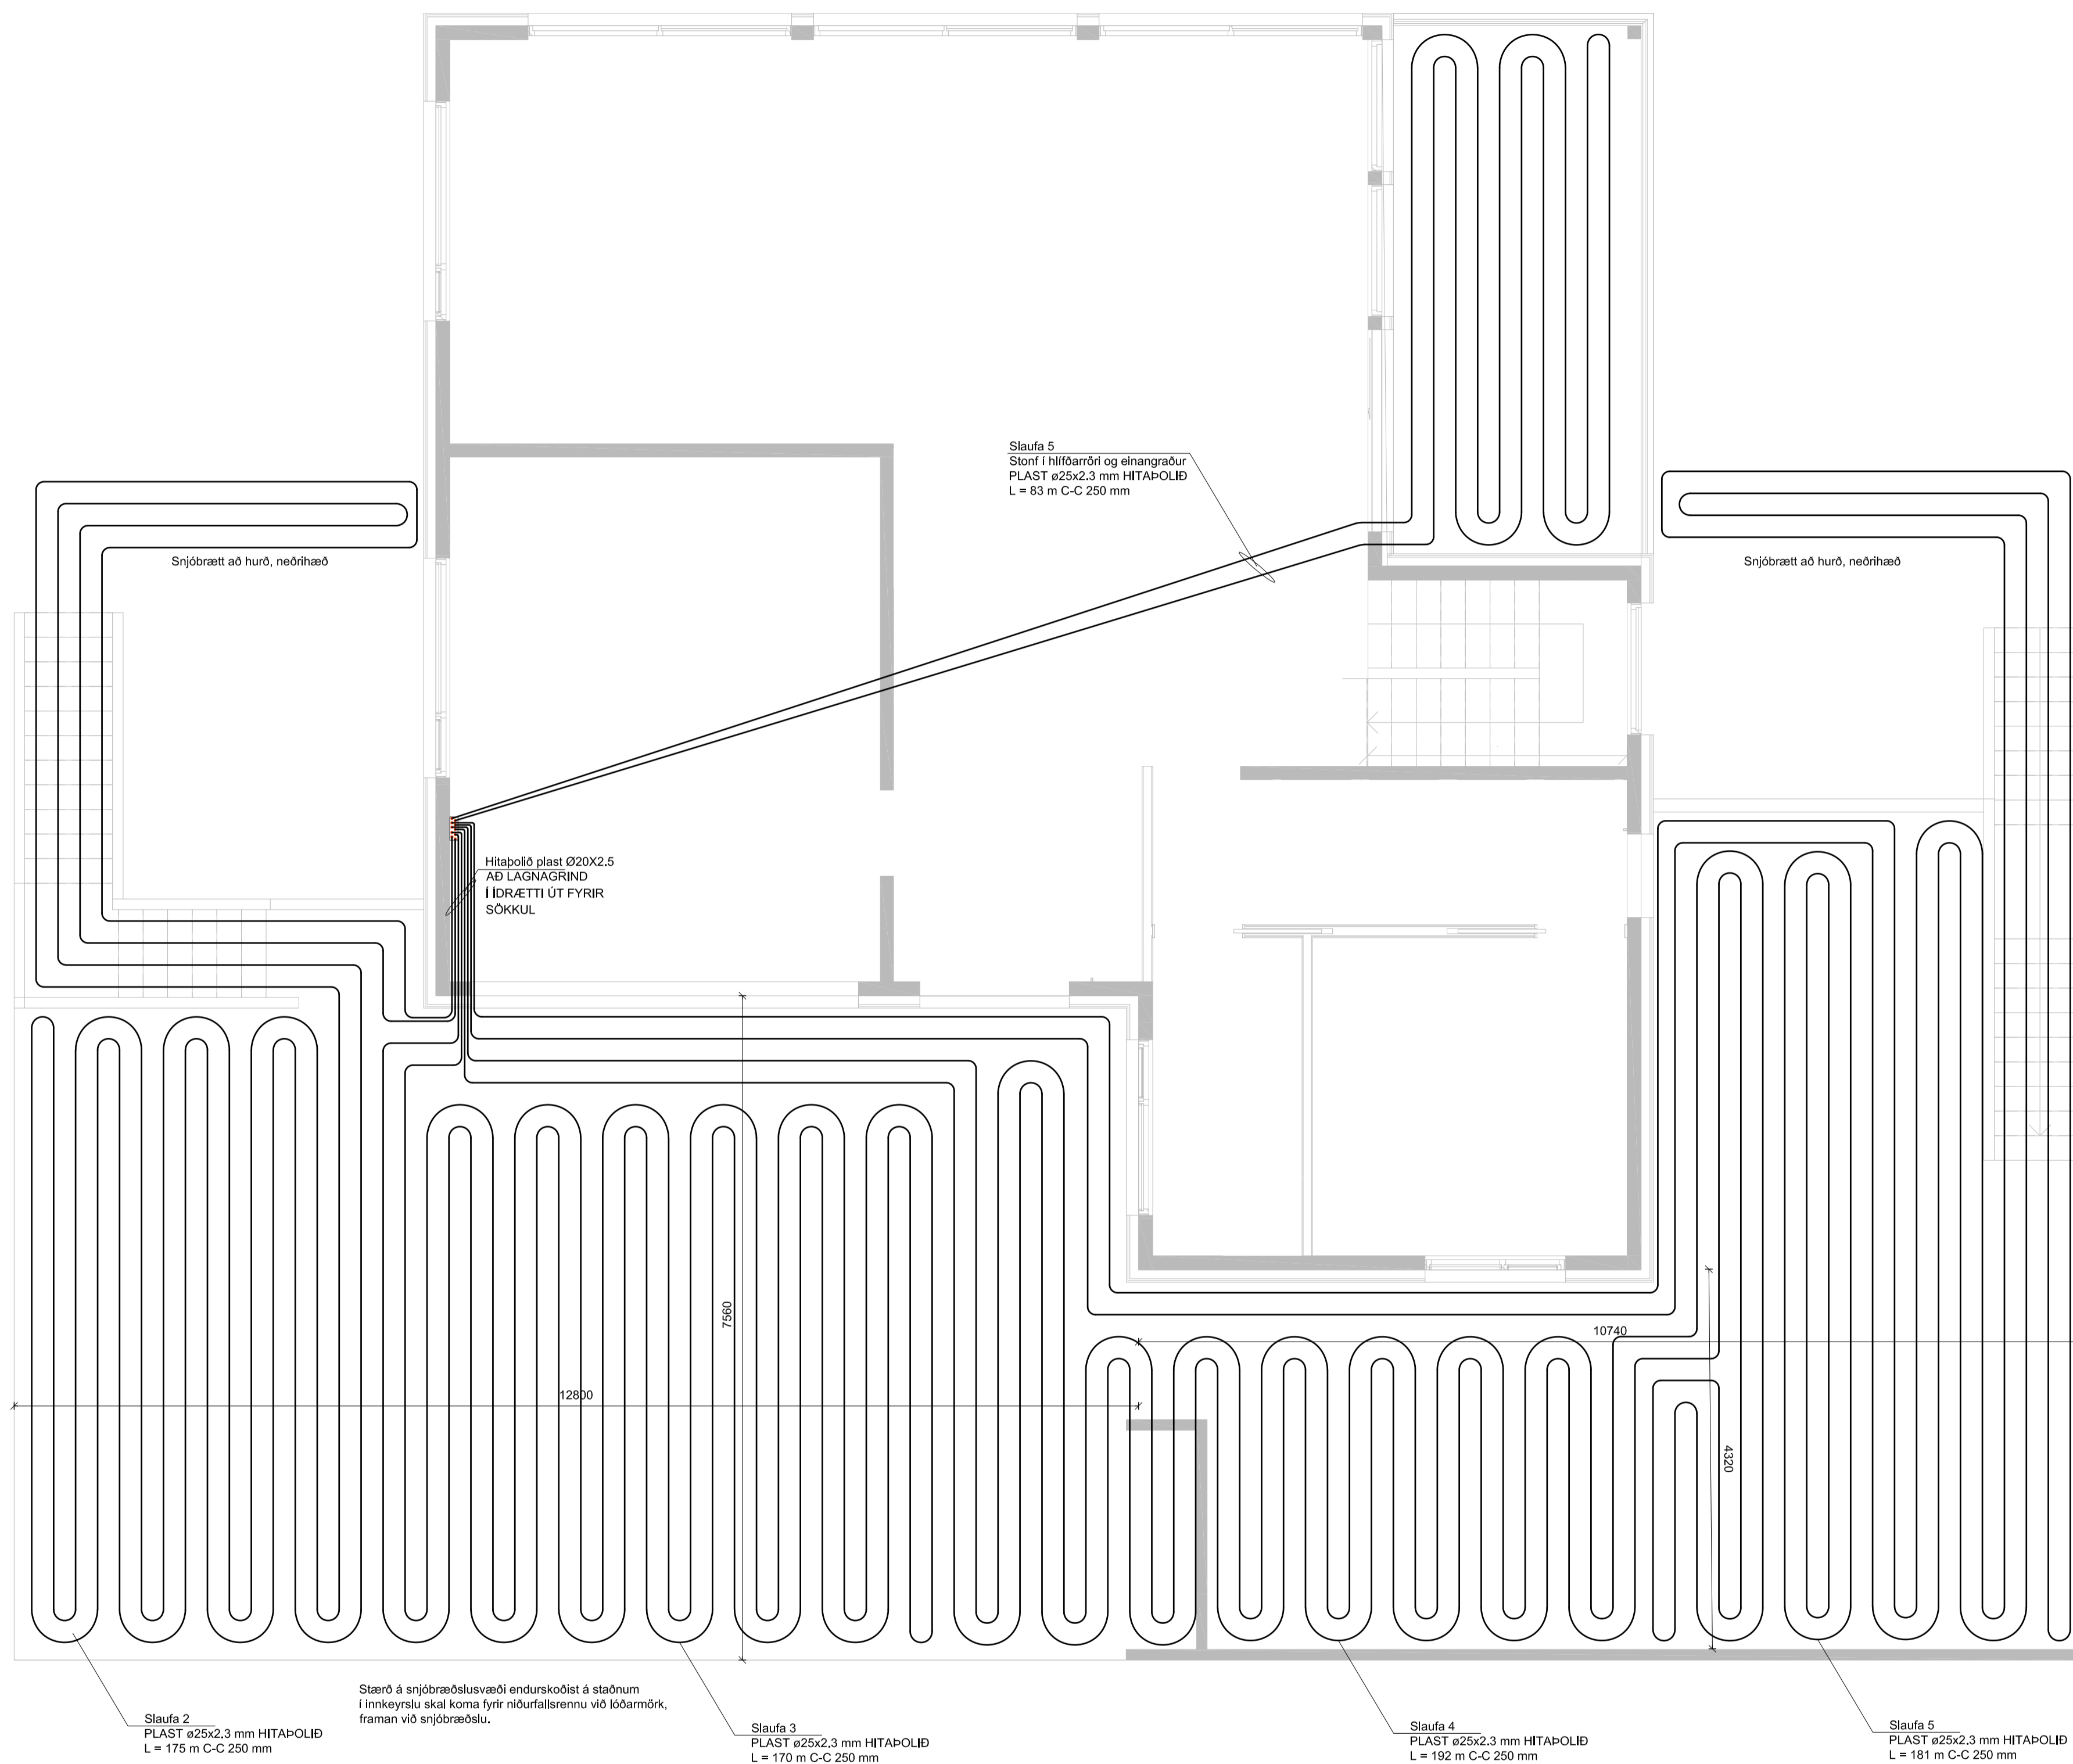 Slaufa 5
Stonf í hlífðarröri og einangraður
PLAST ø25x2.3 mm HITAÞOLIÐ
L = 83 m C-C 250 mm
Snjóbrætt að hurð, neðrihæð
Snjóbrætt að hurð, neðrihæð
Hitaþolið plast Ø20X2.5
AÐ LAGNAGRIND
Í ÍDRÆTTI ÚT FYRIR
SÖKKUL
7560
10740
12800
4320
Stærð á snjóbræðslusvæði endurskoðist á staðnum
í innkeyrslu skal koma fyrir niðurfallsrennu við lóðarmörk,
framan við snjóbræðslu.
Slaufa 2
PLAST ø25x2.3 mm HITAÞOLIÐ
L = 175 m C-C 250 mm
Slaufa 3
PLAST ø25x2.3 mm HITAÞOLIÐ
L = 170 m C-C 250 mm
Slaufa 4
PLAST ø25x2.3 mm HITAÞOLIÐ
L = 192 m C-C 250 mm
Slaufa 5
PLAST ø25x2.3 mm HITAÞOLIÐ
L = 181 m C-C 250 mm